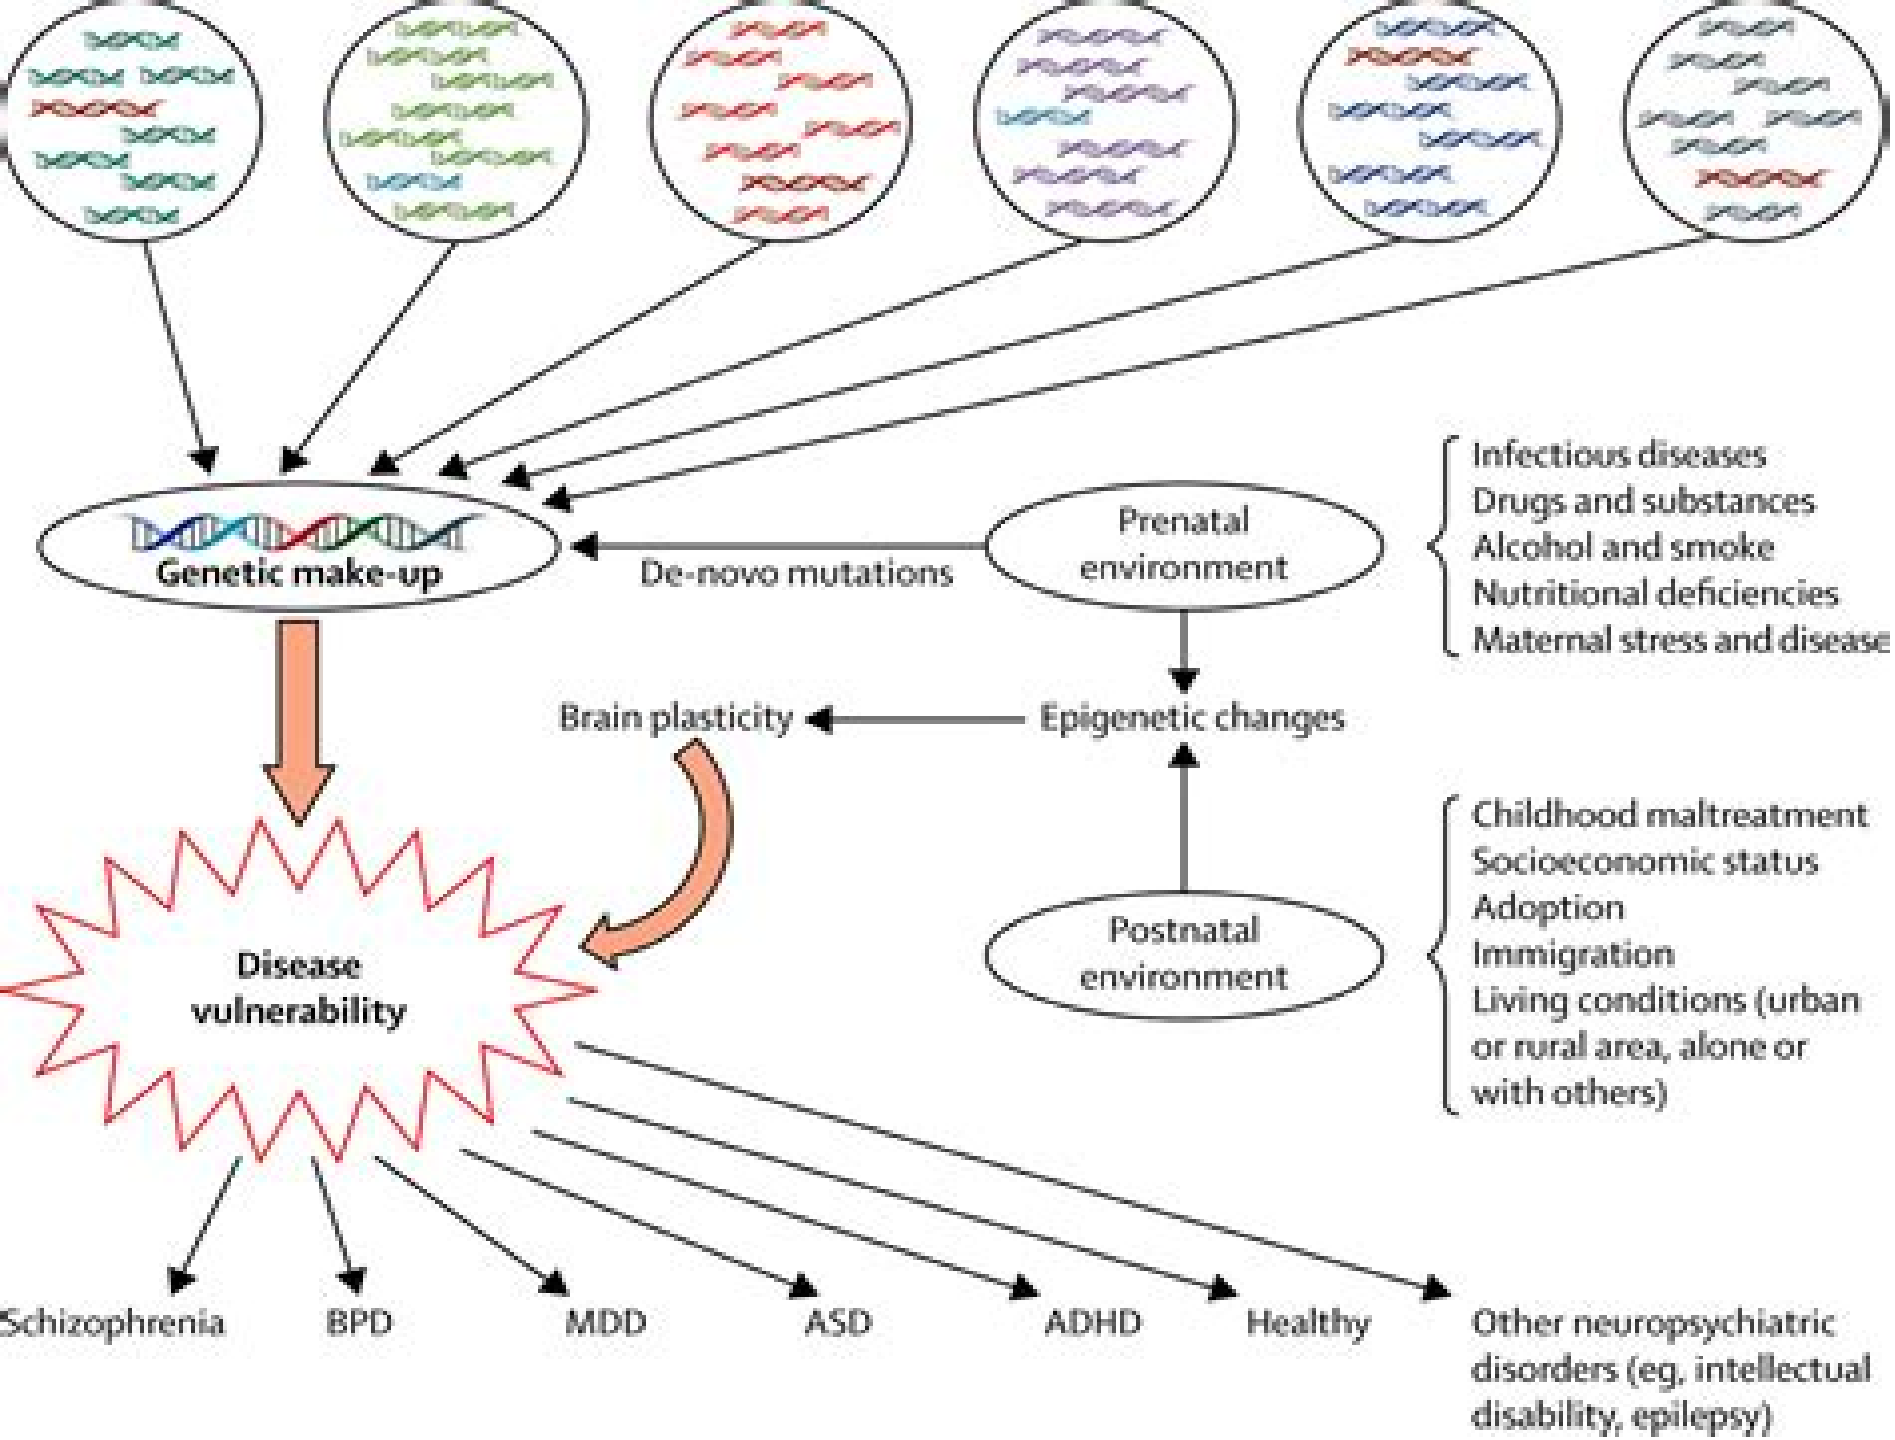 Genetic make-up
De-novo mutations
Prenatal
environment
Infectious diseases
Drugs and substances
Alcohol and smoke
Nutritional deficiencies
Maternal stress and disease
Brain plasticity
Epigenetic changes
Postnatal
environment
Childhood maltreatment
Socioeconomic status
Adoption
Immigration
Living conditions (urban
or rural area, alone or
with others)
Disease
vulnerability
Schizophrenia
BPD
MDD
ASD
ADHD
Healthy
Other neuropsychiatric
disorders (eg, intellectual
disability, epilepsy)